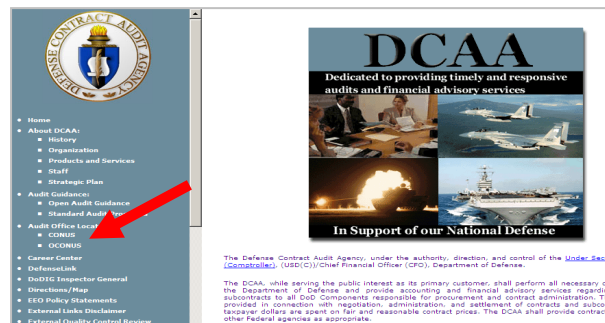 DEFENSE CONTRACT AUDIT AGENCY
Home
About DCAA:
History
Organization
Products and Services
Staff
Strategic Plan
Audit Guidance:
Open Audit Guidance
Standard Audit
Audit Office
CONUS
OCONUS
Career Center
DefenseLink
DoDIG Inspector General
Directions/Map
EEO Policy Statements
External Links Disclaimer
External Quality Control Review
DCAA
Dedicated to providing timely and responsive
audits and financial advisory services
In Support of our National Defense
The Defense Contract Audit Agency, under the authority, direction, and control of the Under Sec
(Comptroller), (USD(C))/Chief Financial Officer (CFO), Department of Defense.
The DCAA, while serving the public interest as its primary customer, shall perform all necessary
the Department of Defense and provide accounting and financial advisory services regardi
subcontracts to all DoD Components responsible for procurement and contract administration. T
provided in connection with negotiation, administration, and settlement of contracts and subco
taxpayer dollars are spent on fair and reasonable contract prices. The DCAA shall provide contrac
other Federal agencies as appropriate.